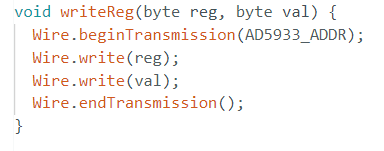 void writeReg(byte reg, byte val) {
  Wire.beginTransmission(AD5933_ADDR);
  Wire.write(reg);
  Wire.write(val);
  Wire.endTransmission();
}